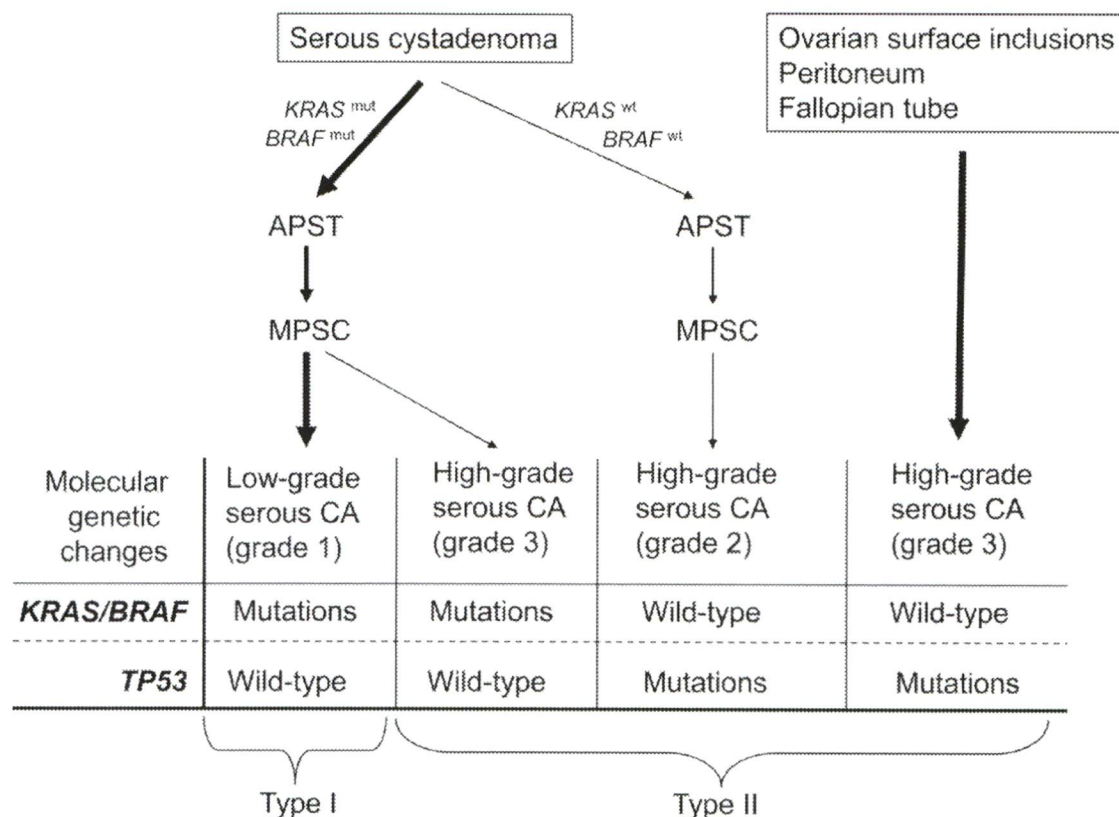 Serous cystadenoma
Ovarian surface inclusions
Peritoneum
Fallopian tube
KRAS mut
BRAF mut
KRAS wt
BRAF wt
APST
APST
MPSC
MPSC
Molecular
genetic
changes
Low-grade
serous CA
(grade 1)
High-grade
serous CA
(grade 3)
High-grade
serous CA
(grade 2)
High-grade
serous CA
(grade 3)
KRAS/BRAF Mutations Mutations Wild-type Wild-type
TP53 Wild-type Wild-type Mutations Mutations
Type I Type II